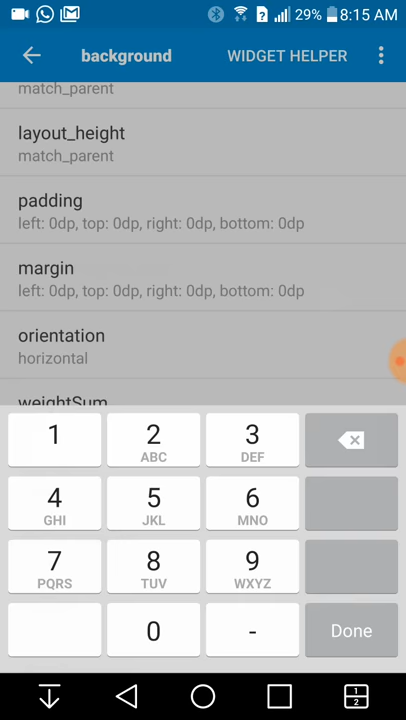 29% 8:15 AM
background WIDGET HELPER
match_parent
layout_height
match_parent
padding
left: 0dp, top: 0dp, right: 0dp, bottom: 0dp
margin
left: 0dp, top: 0dp, right: 0dp, bottom: 0dp
orientation
horizontal
weightSum
1 2 3
ABC DEF
4 5 6
GHI JKL MNO
7 8 9
PQRS TUV WXYZ
0 - Done
1
2